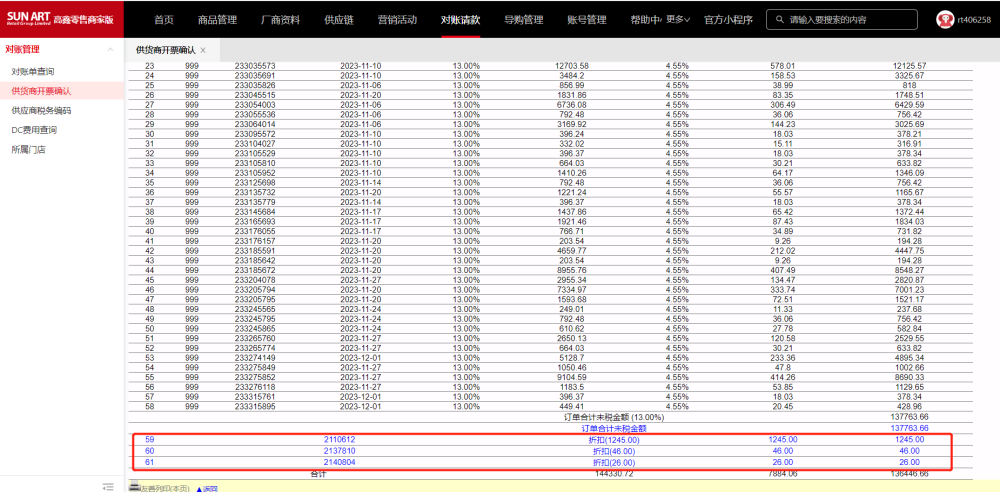 SUN ART 高鑫零售商家版
Retail Group Limited
首页 商品管理 厂商资料 供应链 营销活动 对账请款 导购管理 账号管理 帮助中 更多 官方小程序 请输入要搜索的内容 rt406258
对账管理
对账单查询
供货商开票确认
供应商税务编码
DC费用查询
所属门店
供货商开票确认 ×
23 999 233035573 2023-11-10 13.00% 12703.58 4.55% 578.01 12125.57
24 999 233035691 2023-11-10 13.00% 3484.2 4.55% 158.53 3325.67
25 999 233035826 2023-11-06 13.00% 856.99 4.55% 38.99 818
26 999 233045515 2023-11-20 13.00% 1831.86 4.55% 83.35 1748.51
27 999 233054003 2023-11-06 13.00% 6736.08 4.55% 306.49 6429.59
28 999 233055536 2023-11-06 13.00% 792.48 4.55% 36.06 756.42
29 999 233064014 2023-11-06 13.00% 3169.92 4.55% 144.23 3025.69
30 999 233095572 2023-11-10 13.00% 396.24 4.55% 18.03 378.21
31 999 233104027 2023-11-10 13.00% 332.02 4.55% 15.11 316.91
32 999 233105529 2023-11-10 13.00% 396.37 4.55% 18.03 378.34
33 999 233105810 2023-11-10 13.00% 664.03 4.55% 30.21 633.82
34 999 233105952 2023-11-10 13.00% 1410.26 4.55% 64.17 1346.09
35 999 233125698 2023-11-14 13.00% 792.48 4.55% 36.06 756.42
36 999 233135732 2023-11-20 13.00% 1221.24 4.55% 55.57 1165.67
37 999 233135779 2023-11-14 13.00% 396.37 4.55% 18.03 378.34
38 999 233145684 2023-11-17 13.00% 1437.86 4.55% 65.42 1372.44
39 999 233165693 2023-11-17 13.00% 1921.46 4.55% 87.43 1834.03
40 999 233176055 2023-11-17 13.00% 766.71 4.55% 34.89 731.82
41 999 233176157 2023-11-20 13.00% 203.54 4.55% 9.26 194.28
42 999 233185591 2023-11-20 13.00% 4659.77 4.55% 212.02 4447.75
43 999 233185642 2023-11-20 13.00% 203.54 4.55% 9.26 194.28
44 999 233185672 2023-11-20 13.00% 8955.76 4.55% 407.49 8548.27
45 999 233204078 2023-11-27 13.00% 2955.34 4.55% 134.47 2820.87
46 999 233205794 2023-11-20 13.00% 7334.97 4.55% 333.74 7001.23
47 999 233205795 2023-11-20 13.00% 1593.68 4.55% 72.51 1521.17
48 999 233245565 2023-11-24 13.00% 249.01 4.55% 11.33 237.68
49 999 233245795 2023-11-24 13.00% 792.48 4.55% 36.06 756.42
50 999 233245865 2023-11-24 13.00% 610.62 4.55% 27.78 582.84
51 999 233265760 2023-11-27 13.00% 2650.13 4.55% 120.58 2529.55
52 999 233265774 2023-11-27 13.00% 664.03 4.55% 30.21 633.82
53 999 233274149 2023-12-01 13.00% 5128.7 4.55% 233.36 4895.34
54 999 233275849 2023-11-27 13.00% 1050.46 4.55% 47.8 1002.66
55 999 233275852 2023-11-27 13.00% 9104.59 4.55% 414.26 8690.33
56 999 233276118 2023-11-27 13.00% 1183.5 4.55% 53.85 1129.65
57 999 233315761 2023-12-01 13.00% 396.37 4.55% 18.03 378.34
58 999 233315895 2023-12-01 13.00% 449.41 4.55% 20.45 428.96
订单合计未税金额 (13.00%) 137763.66
订单合计未税金额 137763.66
59 2110612 折扣(1245.00) 1245.00 1245.00
60 2137810 折扣(46.00) 46.00 46.00
61 2140804 折扣(26.00) 26.00 26.00
合计 144330.72 7884.06 136446.66
友善列印(本页) ▲返回